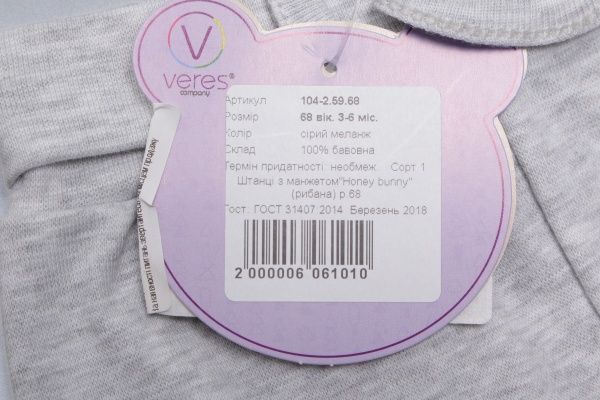 V
veres®
company
Артикул 104-2.59.68
Розмір 68 вік. 3-6 міс.
Колір сірий меланж
Склад 100% бавовна
Термін придатності: необмеж. Сорт 1
Штанці з манжетом"Honey bunny"
(рибана) р.68
Гост: ГОСТ 31407:2014 Березень 2018
2 000006 061010